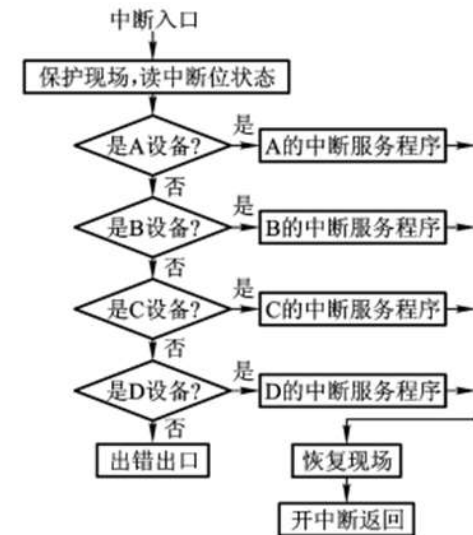 中断入口
保护现场,读中断位状态
是A设备?
是
A的中断服务程序
否
是B设备?
是
B的中断服务程序
否
是C设备?
是
C的中断服务程序
否
是D设备?
是
D的中断服务程序
否
出错出口
恢复现场
开中断返回